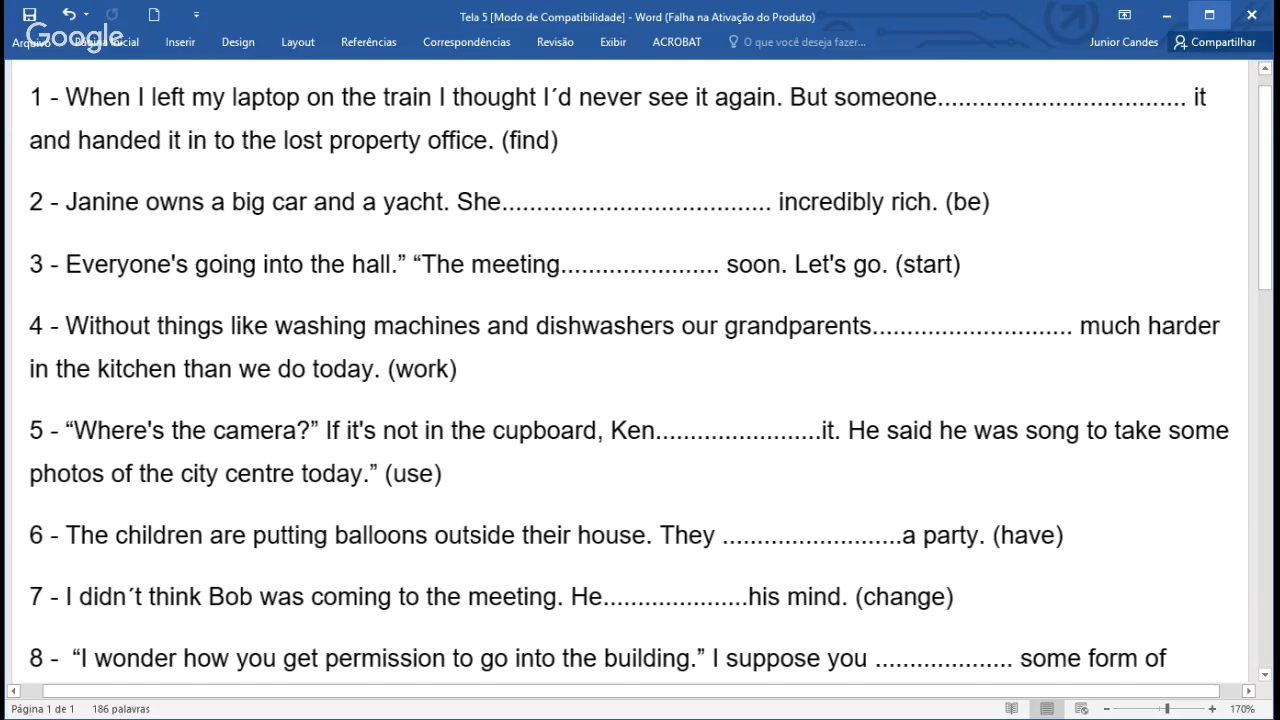 Tela 5 [Modo de Compatibilidade] - Word (Falha na Ativação do Produto)
Google
Arquivo Página Inicial Inserir Design Layout Referências Correspondências Revisão Exibir ACROBAT O que você deseja fazer... Junior Candes Compartilhar
1 - When I left my laptop on the train I thought I´d never see it again. But someone.................................... it
and handed it in to the lost property office. (find)
2 - Janine owns a big car and a yacht. She....................................... incredibly rich. (be)
3 - Everyone's going into the hall.” “The meeting....................... soon. Let's go. (start)
4 - Without things like washing machines and dishwashers our grandparents............................. much harder
in the kitchen than we do today. (work)
5 - “Where's the camera?” If it's not in the cupboard, Ken........................it. He said he was song to take some
photos of the city centre today.” (use)
6 - The children are putting balloons outside their house. They ..........................a party. (have)
7 - I didn´t think Bob was coming to the meeting. He.....................his mind. (change)
8 - “I wonder how you get permission to go into the building.” I suppose you .................... some form of
Página 1 de 1 186 palavras 170%